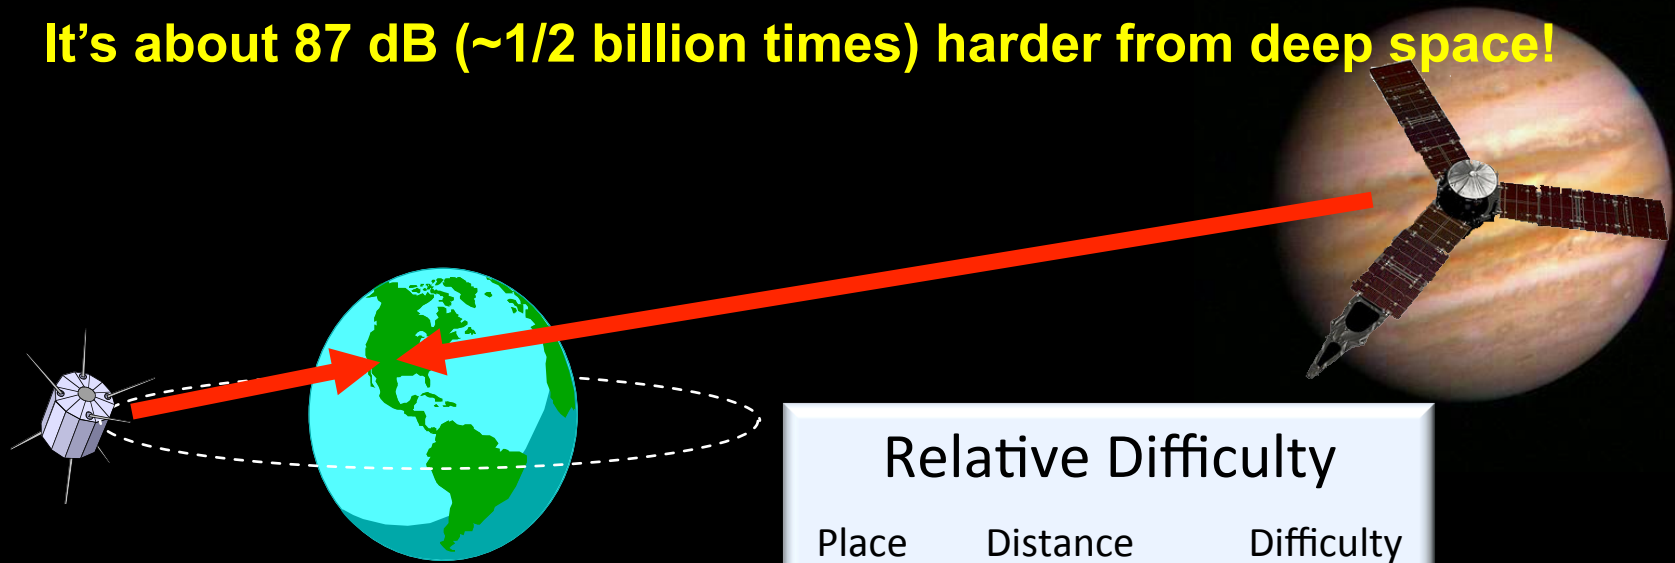 It’s about 87 dB (~1/2 billion times) harder from deep space!
Relative Difficulty
Place Distance Difficulty